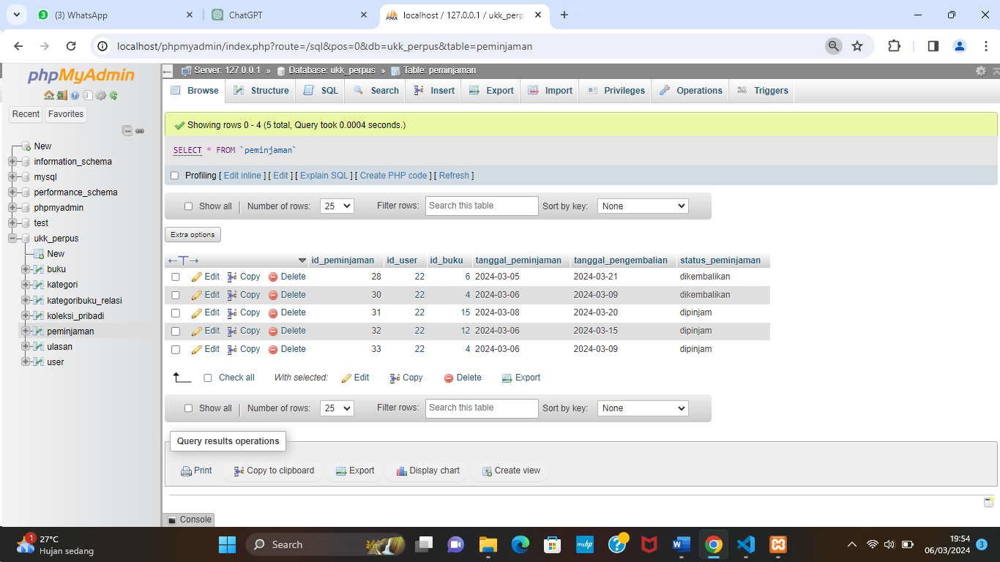 3 (3) WhatsApp
ChatGPT
PMA localhost / 127.0.0.1 / ukk_perp
localhost/phpmyadmin/index.php?route=/sql&pos=0&db=ukk_perpus&table=peminjaman
phpMyAdmin
Recent Favorites
New
information_schema
mysql
performance_schema
phpmyadmin
test
ukk_perpus
New
buku
kategori
kategoribuku_relasi
koleksi_pribadi
peminjaman
ulasan
user
Server: 127.0.0.1 » Database: ukk_perpus » Table: peminjaman
Browse Structure SQL Search Insert Export Import Privileges Operations Triggers
Showing rows 0 - 4 (5 total, Query took 0.0004 seconds.)
SELECT * FROM `peminjaman`
Profiling [ Edit inline ] [ Edit ] [ Explain SQL ] [ Create PHP code ] [ Refresh ]
Show all Number of rows: 25 Filter rows: Search this table Sort by key: None
Extra options
←T→ id_peminjaman id_user id_buku tanggal_peminjaman tanggal_pengembalian status_peminjaman
Edit Copy Delete 28 22 6 2024-03-05 2024-03-21 dikembalikan
Edit Copy Delete 30 22 4 2024-03-06 2024-03-09 dikembalikan
Edit Copy Delete 31 22 15 2024-03-08 2024-03-20 dipinjam
Edit Copy Delete 32 22 12 2024-03-06 2024-03-15 dipinjam
Edit Copy Delete 33 22 4 2024-03-06 2024-03-09 dipinjam
Check all With selected: Edit Copy Delete Export
Show all Number of rows: 25 Filter rows: Search this table Sort by key: None
Query results operations
Print Copy to clipboard Export Display chart Create view
Console
1 27°C
Hujan sedang
Search
myhp
19:54
06/03/2024 3